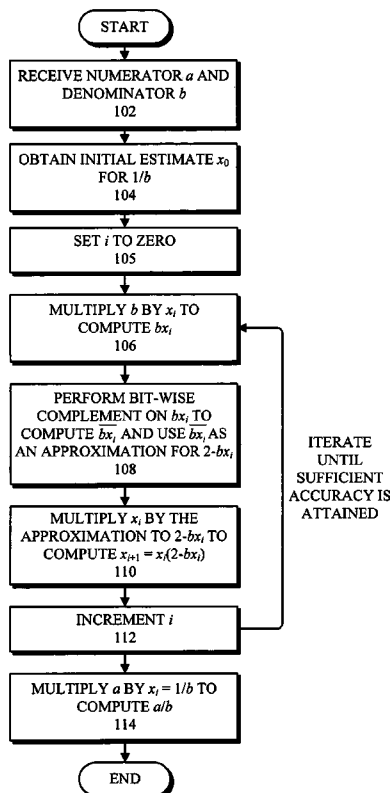 START
RECEIVE NUMERATOR a AND
DENOMINATOR b
102
OBTAIN INITIAL ESTIMATE x₀
FOR 1/b
104
SET i TO ZERO
105
MULTIPLY b BY xᵢ TO
COMPUTE bxᵢ
106
PERFORM BIT-WISE
COMPLEMENT ON bxᵢ TO
COMPUTE b̅x̅ᵢ AND USE b̅x̅ᵢ AS
AN APPROXIMATION FOR 2-bxᵢ
108
ITERATE
UNTIL
SUFFICIENT
ACCURACY IS
ATTAINED
MULTIPLY xᵢ BY THE
APPROXIMATION TO 2-bxᵢ TO
COMPUTE xᵢ₊₁ = xᵢ(2-bxᵢ)
110
INCREMENT i
112
MULTIPLY a BY xᵢ = 1/b TO
COMPUTE a/b
114
END